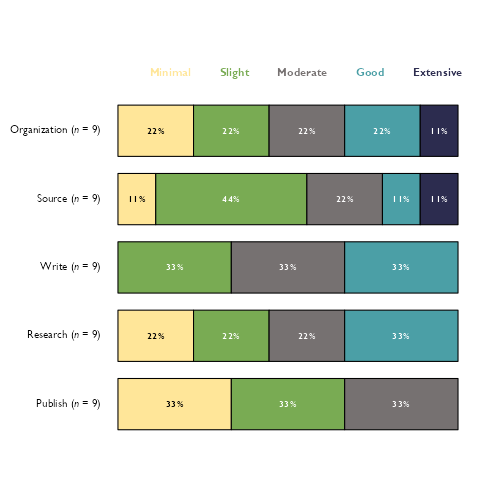 Minimal Slight Moderate Good Extensive
Organization (n = 9) 22% 22% 22% 22% 11%
Source (n = 9) 11% 44% 22% 11% 11%
Write (n = 9) 33% 33% 33%
Research (n = 9) 22% 22% 22% 33%
Publish (n = 9) 33% 33% 33%